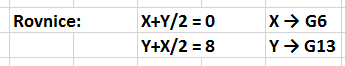 Rovnice: X+Y/2 = 0 X → G6
Y+X/2 = 8 Y → G13